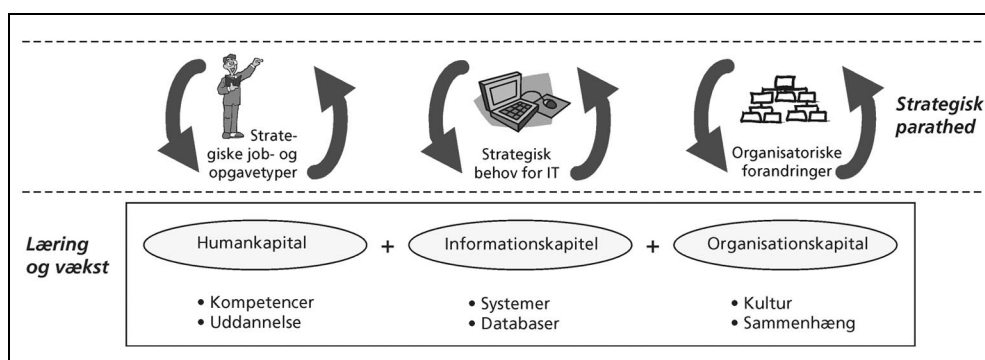 Strate-
giske job- og
opgavetyper
Strategisk
behov for IT
Organisatoriske
forandringer
Strategisk
parathed
Læring
og vækst
Humankapital + Informationskapitel + Organisationskapital
• Kompetencer
• Uddannelse
• Systemer
• Databaser
• Kultur
• Sammenhæng